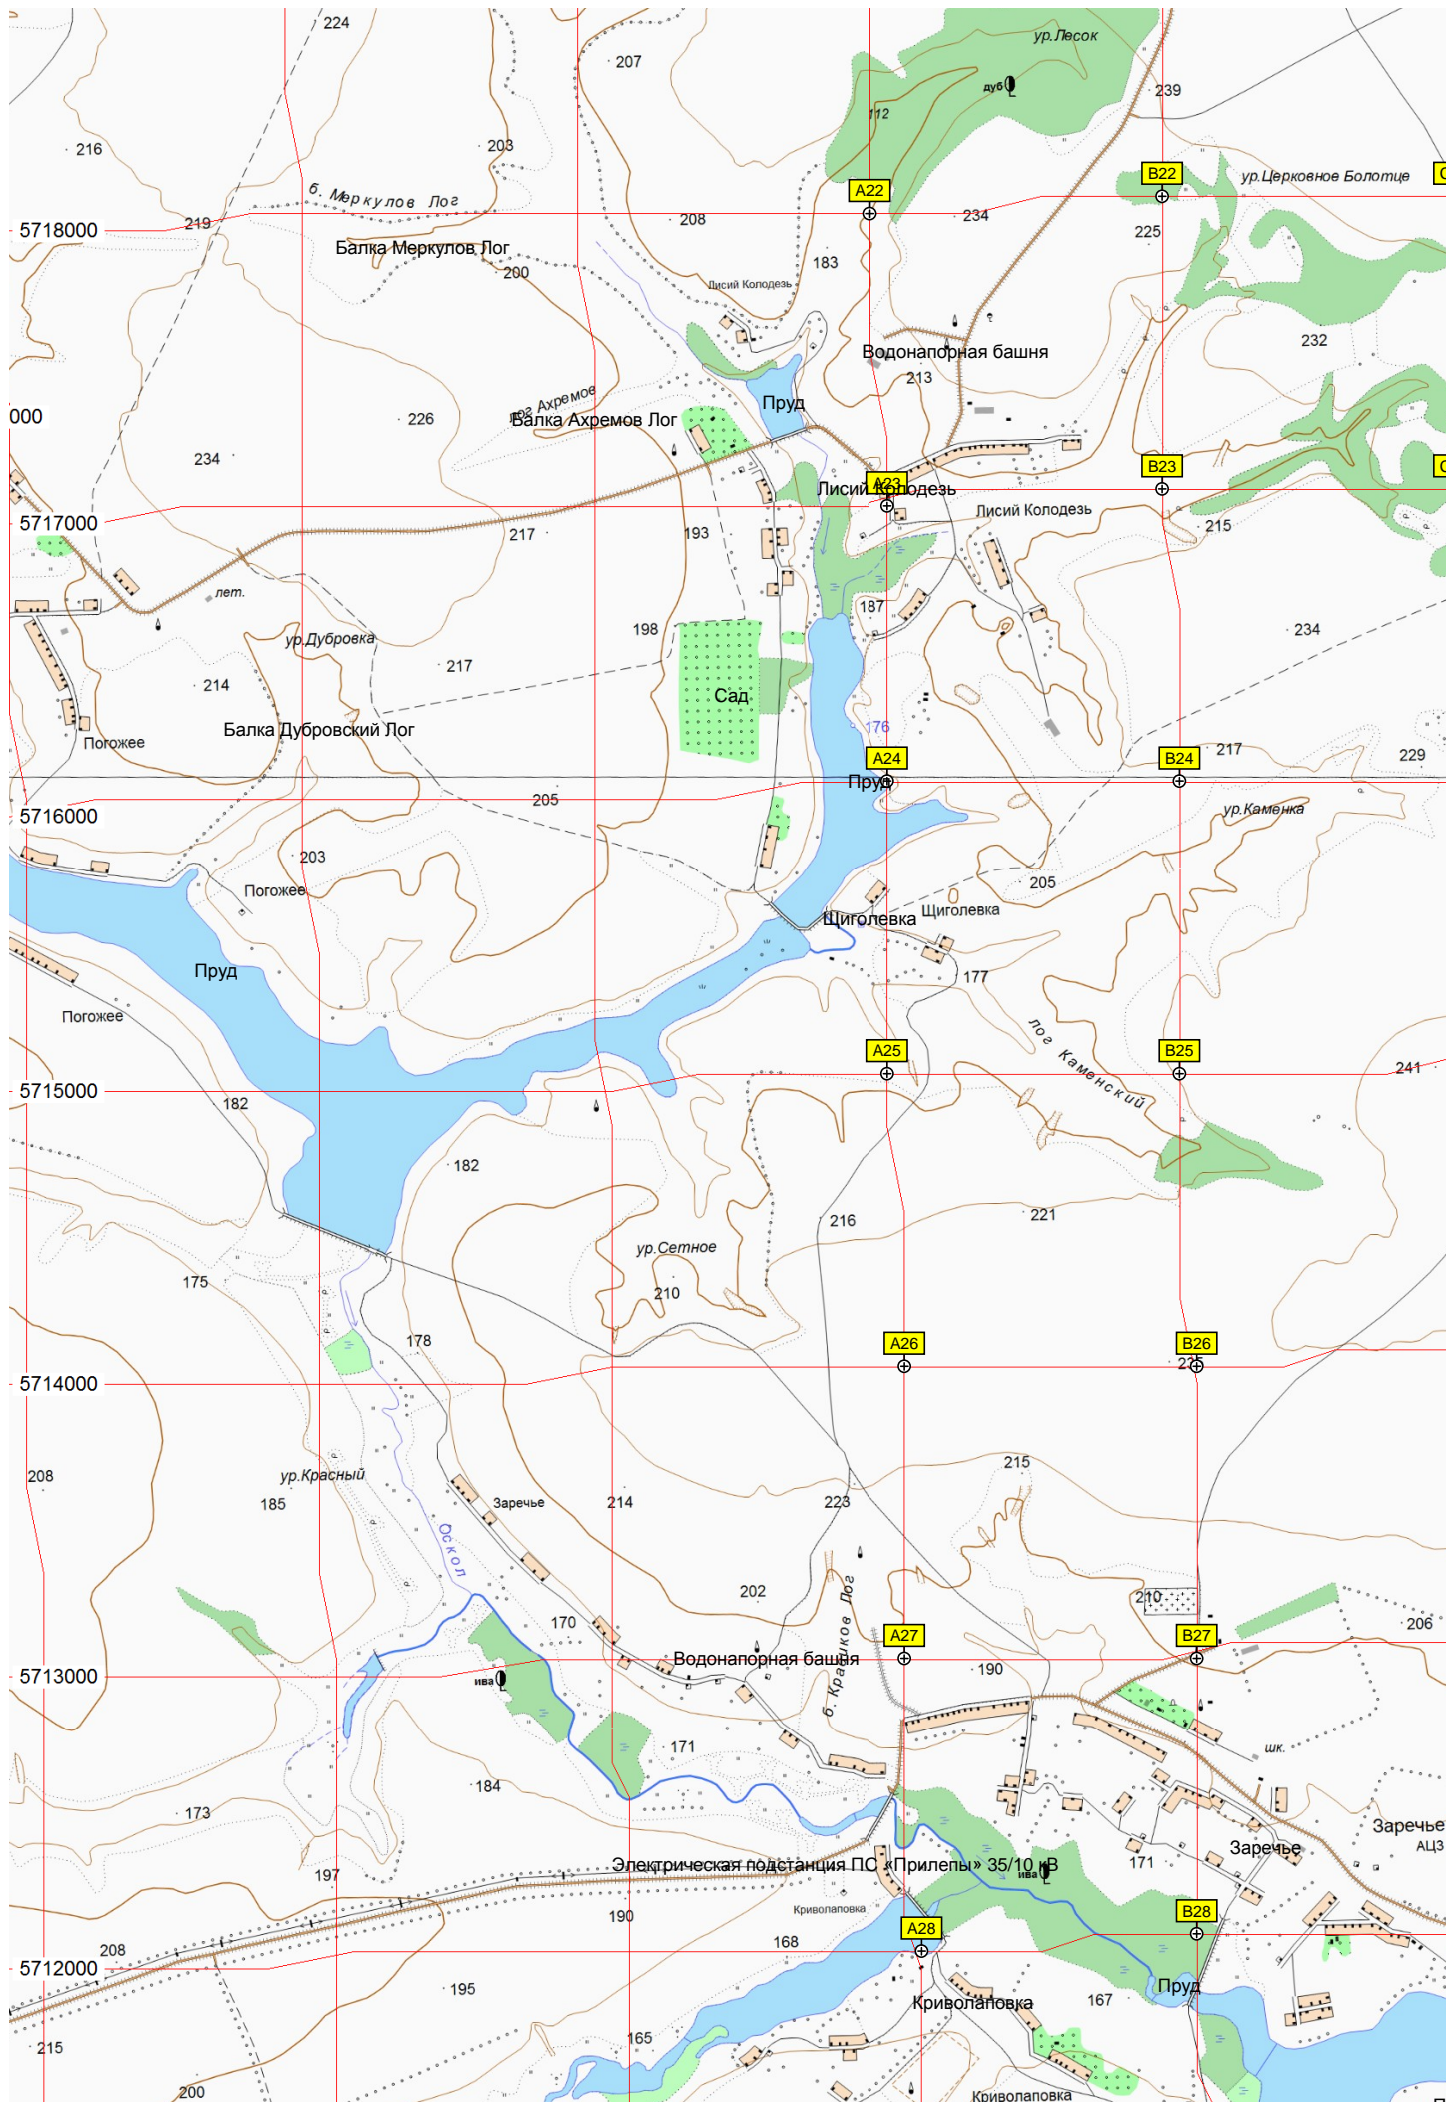 224
ур.Лесок
207
дуб
239
112
216
203
A22
B22
ур.Церковное Болотце
б. Меркулов Лог
219
208
234
5718000
225
Балка Меркулов Лог
183
200
Лисий Колодезь
232
Водонапорная башня
213
лог Ахремов
Пруд
000
226
Балка Ахремов Лог
234
B23
A23
Лисий Колодезь
Лисий Колодезь
5717000
217
193
215
лет.
187
198
234
ур.Дубровка
217
214
Сад
176
Балка Дубровский Лог
Погожее
A24
B24
217
229
Пруд
205
ур.Каменка
5716000
203
205
Погожее
Щиголевка
Щиголевка
Пруд
177
Погожее
лог Каменский
A25
B25
241
5715000
182
182
216
221
ур.Сетное
175
210
178
A26
B26
5714000
215
208
ур.Красный
185
Заречье
214
223
Оскол
202
б. Крашиков Лог
210
170
206
A27
B27
Водонапорная башня
190
5713000
ива
171
шк.
184
173
Заречье
АЦЗ
Заречье
171
Электрическая подстанция ПС «Прилепы» 35/10 кВ
ива
197
Криволаповка
190
A28
B28
168
208
5712000
195
Пруд
167
Криволаповка
165
215
200
Криволаповка